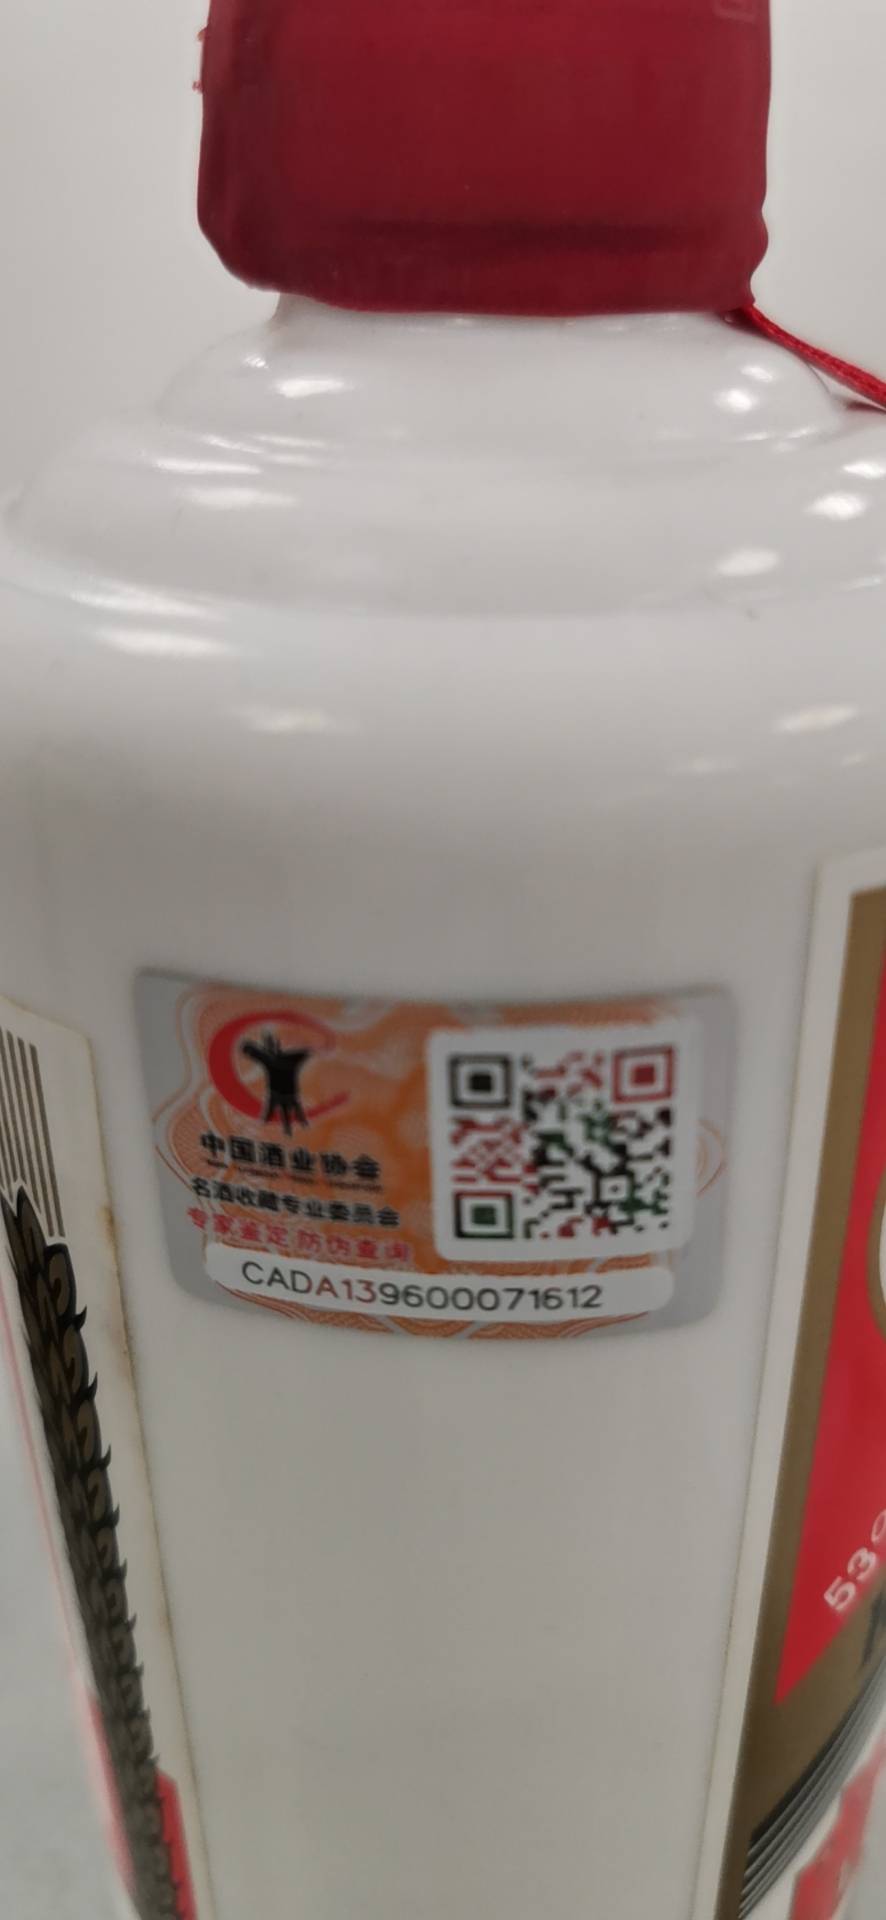 中国酒业协会
名酒收藏专业委员会
专家鉴定 防伪查询
CADA139600071612
53%